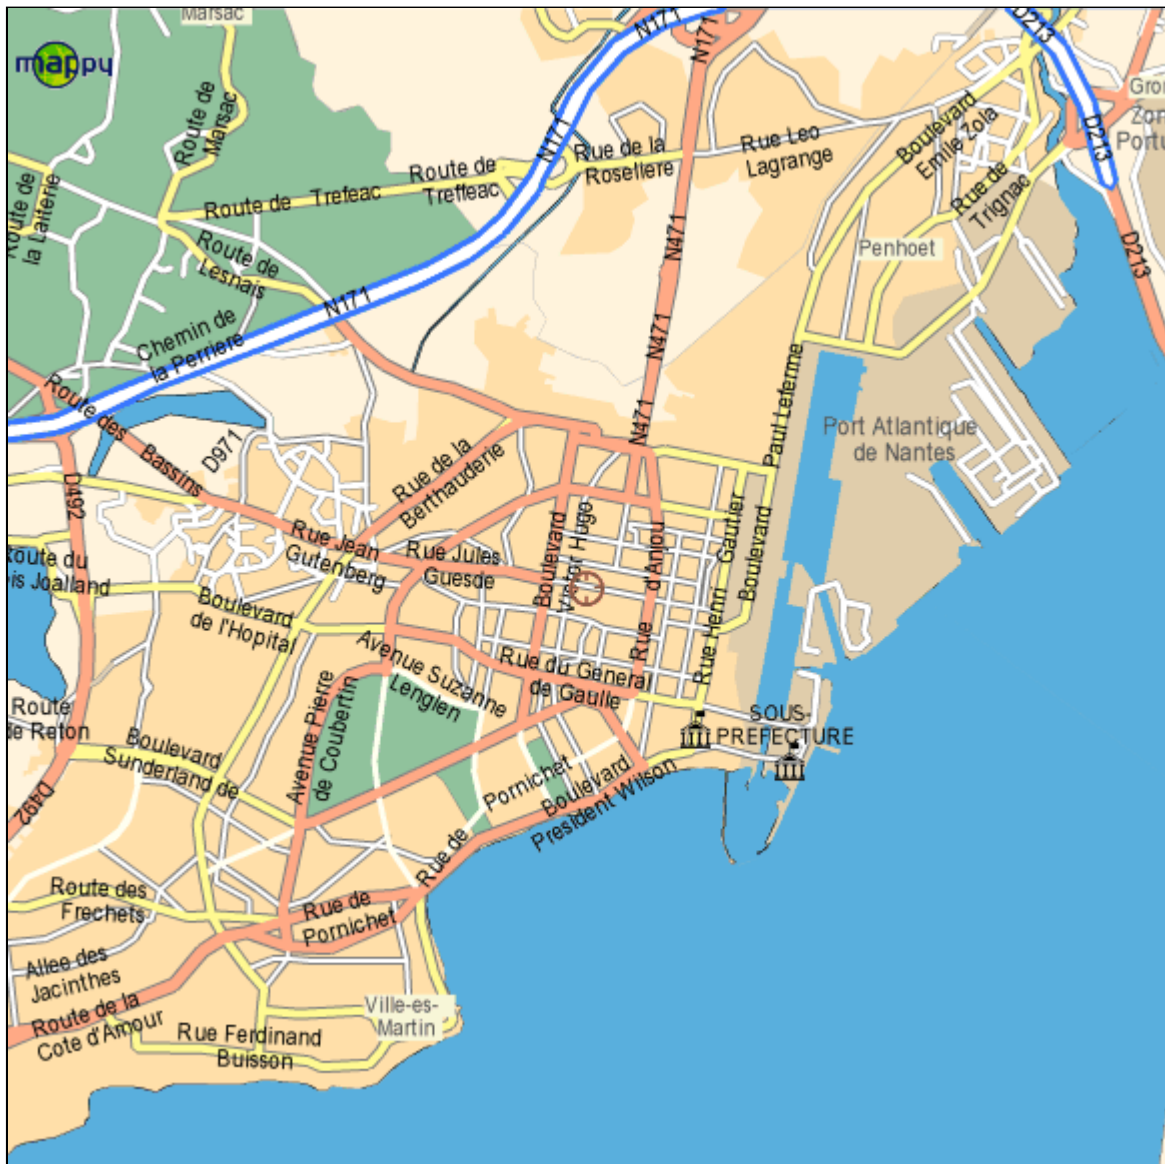 Marsac
mappy
N171
N171
D213
Route de
Marsac
Gron
Zon
Portu
D213
Boulevard
Emile Zola
Rue Leo
Lagrange
N171
Rue de la
Roseliere
Route de
Treffeac
Route de Trefeac
Route de
la Laiterie
Rue de
Trignac
Penhoet
D213
Route de
Lesnais
N471
N171
Chemin de
la Perriere
N471
Paul Leferme
Route des
Bassins
D971
N471
Port Atlantique
de Nantes
Rue de la
Berthauderie
D492
Rue Jean
Gutenberg
Rue Jules
Guesde
Boulevard
Victor Hugo
Rue d'Anjou
Rue Henri Gautier
Boulevard
Route du
is Joalland
Boulevard
de l'Hopital
Avenue Suzanne
Lenglen
Rue du General
de Gaulle
Avenue Pierre
de Coubertin
Route
de Reton
SOUS-
PREFECTURE
Boulevard
Sunderland de
D492
Pornichet
Rue de
Boulevard
President Wilson
Route des
Frechets
Rue de
Pornichet
Allee des
Jacinthes
Route de la
Cote d'Amour
Ville-es-
Martin
Rue Ferdinand
Buisson